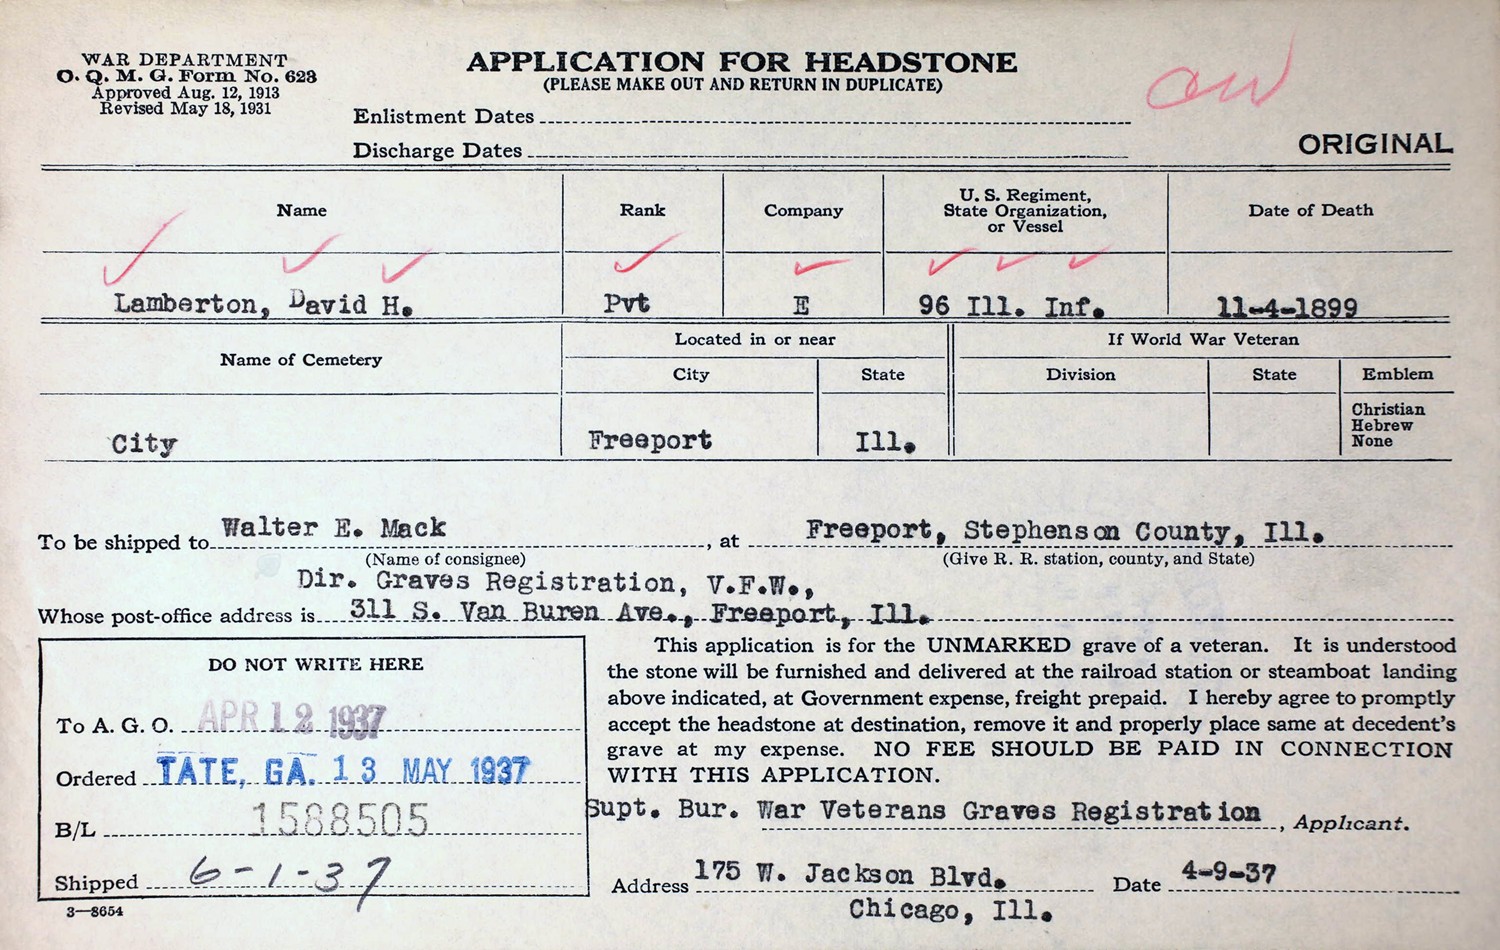 WAR DEPARTMENT
O. Q. M. G. Form No. 623
Approved Aug. 12, 1913
Revised May 18, 1931
APPLICATION FOR HEADSTONE
(PLEASE MAKE OUT AND RETURN IN DUPLICATE)
Enlistment Dates
Discharge Dates
ORIGINAL
Name Rank Company U. S. Regiment, State Organization, or Vessel Date of Death
Lamberton, David H. Pvt E 96 Ill. Inf. 11-4-1899
Name of Cemetery Located in or near If World War Veteran
City State Division State Emblem
Christian
Hebrew
None
City Freeport Ill.
To be shipped to Walter E. Mack, at Freeport, Stephenson County, Ill.
(Name of consignee) (Give R. R. station, county, and State)
Dir. Graves Registration, V.F.W.,
Whose post-office address is 311 S. Van Buren Ave., Freeport, Ill.
DO NOT WRITE HERE
To A. G. O. APR 12 1937
Ordered TATE, GA. 13 MAY 1937
B/L 1588505
Shipped 6-1-37
3—8654
This application is for the UNMARKED grave of a veteran. It is understood
the stone will be furnished and delivered at the railroad station or steamboat landing
above indicated, at Government expense, freight prepaid. I hereby agree to promptly
accept the headstone at destination, remove it and properly place same at decedent's
grave at my expense. NO FEE SHOULD BE PAID IN CONNECTION
WITH THIS APPLICATION.
Supt. Bur. War Veterans Graves Registration, Applicant.
Address 175 W. Jackson Blvd. Date 4-9-37
Chicago, Ill.